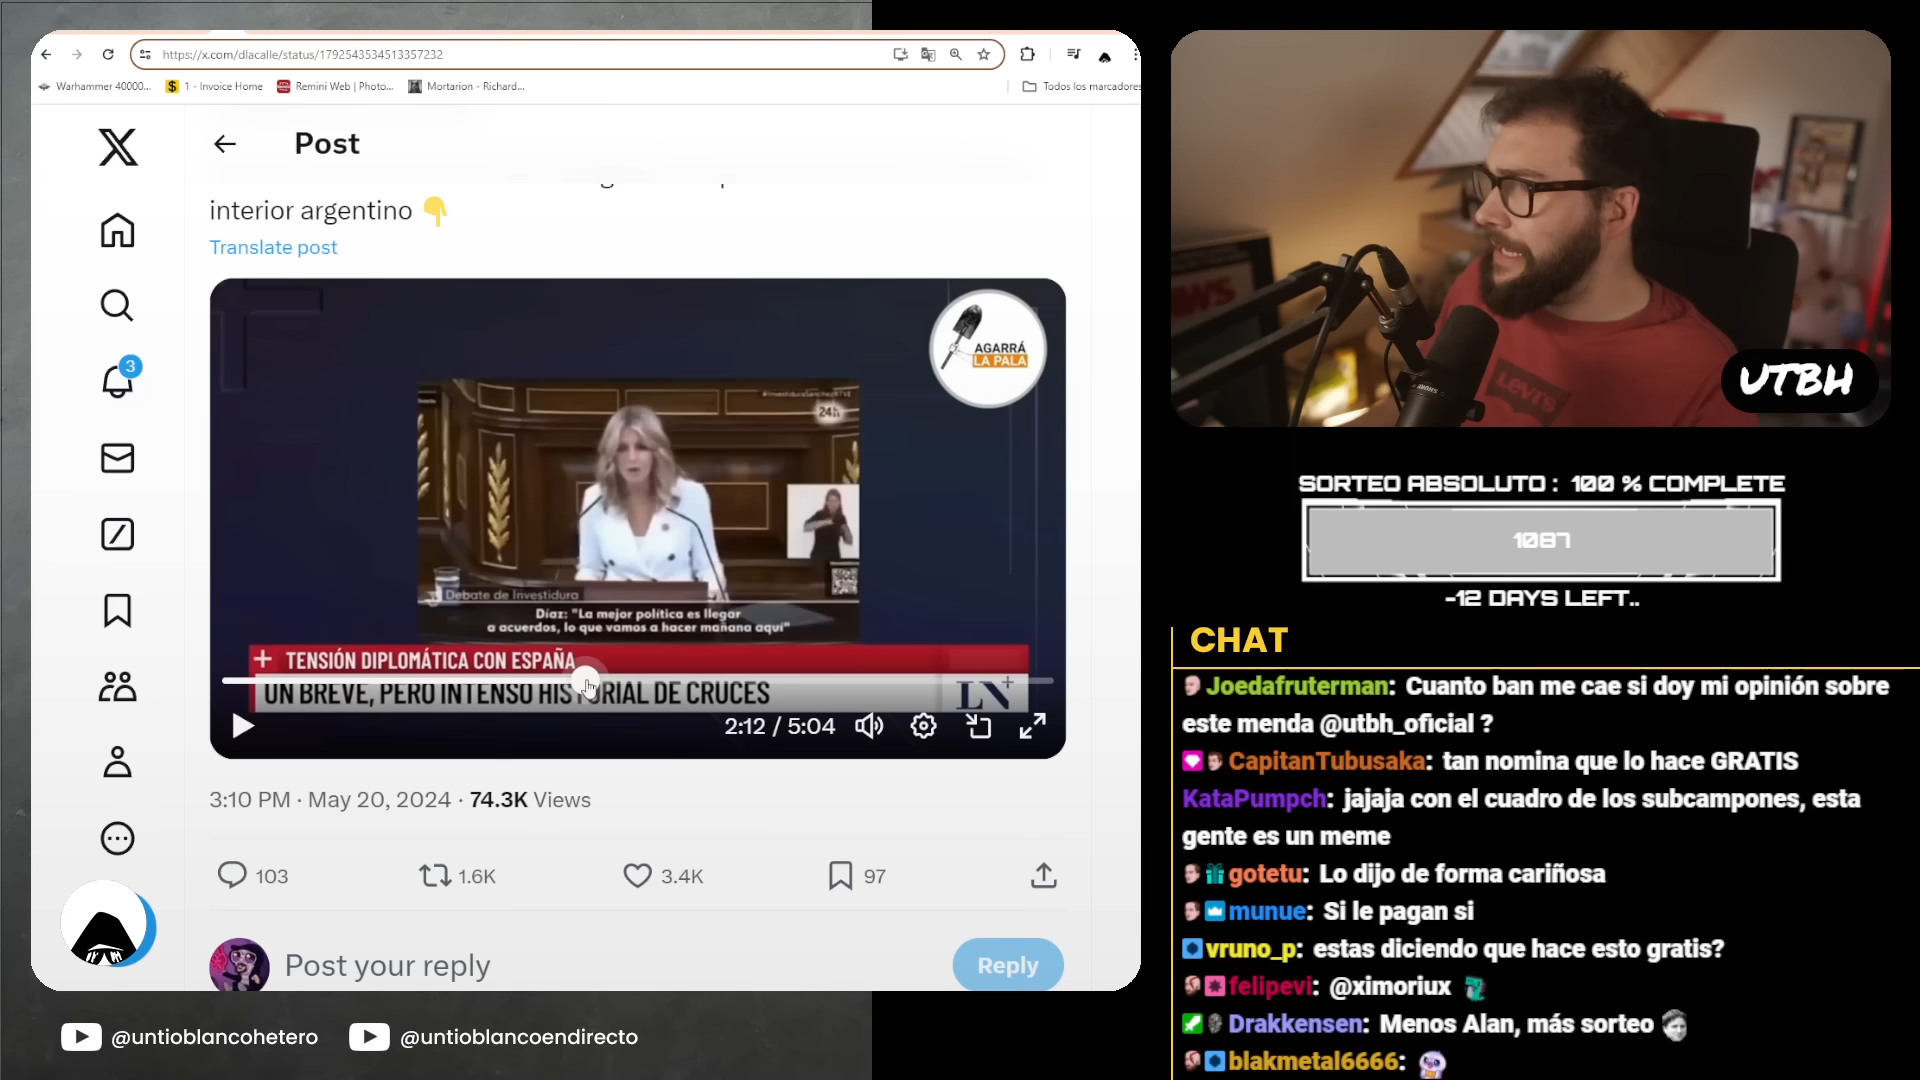 https://x.com/dlacalle/status/1792543534513357232
Warhammer 40000...
1 - Invoice Home
Remini Web | Photo...
Mortarion - Richard...
Todos los marcadores
Post
interior argentino
Translate post
3
AGARRÁ
LA PALA
24h
Debate de Investidura
Díaz: "La mejor política es llegar
a acuerdos, lo que vamos a hacer mañana aquí"
+ TENSIÓN DIPLOMÁTICA CON ESPAÑA
UN BREVE, PERO INTENSO HISTORIAL DE CRUCES
LN+
2:12 / 5:04
3:10 PM · May 20, 2024 · 74.3K Views
103
1.6K
3.4K
97
Post your reply
Reply
@untioblancohetero
@untioblancoendirecto
Levi's
UTBH
SORTEO ABSOLUTO : 100 % COMPLETE
1087
-12 DAYS LEFT..
CHAT
Joedafruterman: Cuanto ban me cae si doy mi opinión sobre
este menda @utbh_oficial ?
CapitanTubusaka: tan nomina que lo hace GRATIS
KataPumpch: jajaja con el cuadro de los subcampones, esta
gente es un meme
gotetu: Lo dijo de forma cariñosa
munue: Si le pagan si
vruno_p: estas diciendo que hace esto gratis?
felipevi: @ximoriux
Drakkensen: Menos Alan, más sorteo
blakmetal6666: